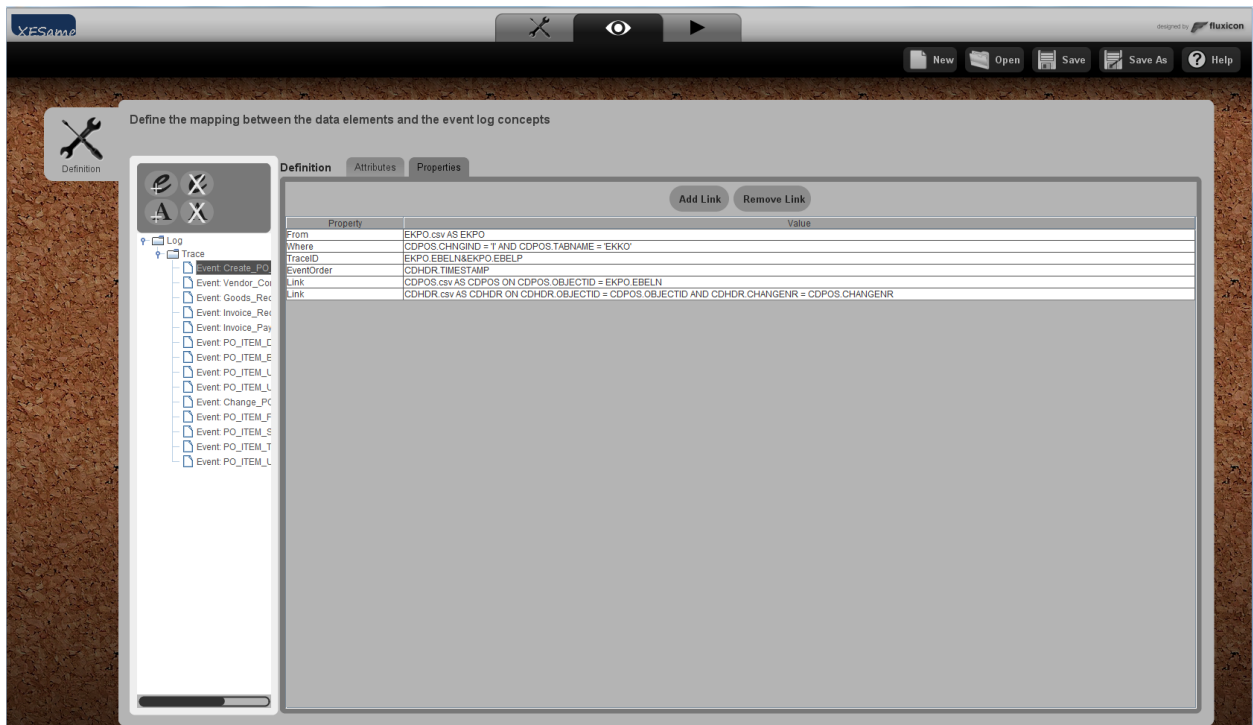 XESame
designed by fluxicon
New Open Save Save As Help
Define the mapping between the data elements and the event log concepts
Definition
Definition Attributes Properties
Add Link Remove Link
Property Value
From EKPO.csv AS EKPO
Where CDPOS.CHNGIND = 'I' AND CDPOS.TABNAME = 'EKKO'
TraceID EKPO.EBELN&EKPO.EBELP
EventOrder CDHDR.TIMESTAMP
Link CDPOS.csv AS CDPOS ON CDPOS.OBJECTID = EKPO.EBELN
Link CDHDR.csv AS CDHDR ON CDHDR.OBJECTID = CDPOS.OBJECTID AND CDHDR.CHANGENR = CDPOS.CHANGENR
Log
Trace
Event: Create_PO_
Event: Vendor_Co
Event: Goods_Rec
Event: Invoice_Rec
Event: Invoice_Pay
Event: PO_ITEM_D
Event: PO_ITEM_E
Event: PO_ITEM_U
Event: PO_ITEM_U
Event: Change_PO
Event: PO_ITEM_F
Event: PO_ITEM_S
Event: PO_ITEM_T
Event: PO_ITEM_U